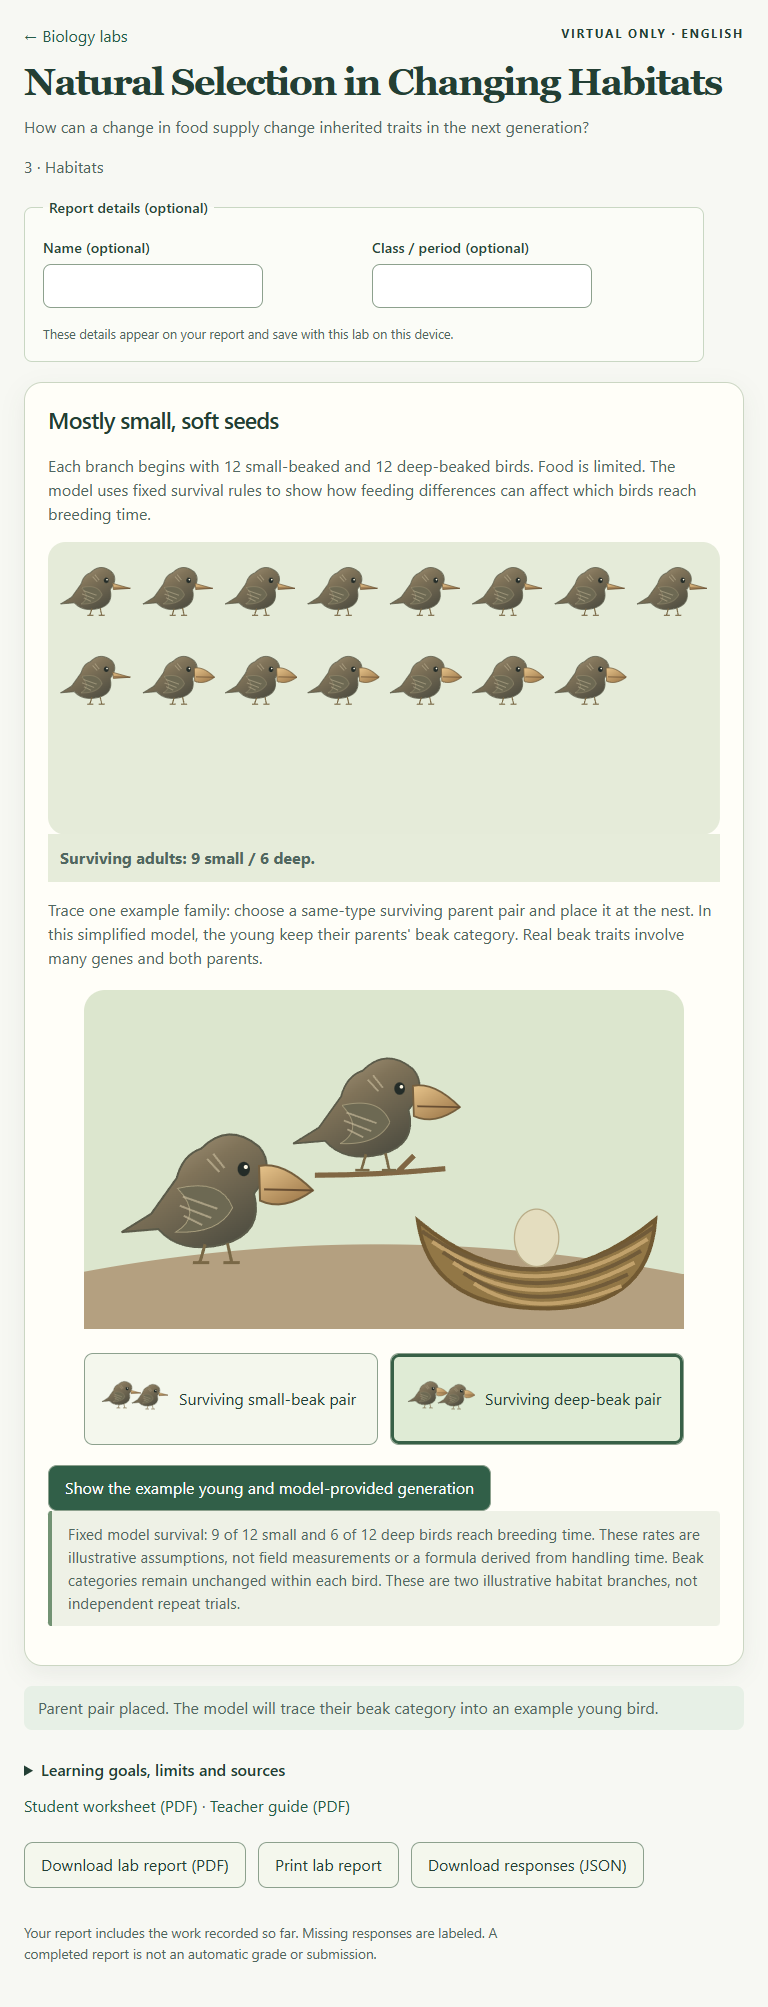 ← Biology labs
VIRTUAL ONLY · ENGLISH
Natural Selection in Changing Habitats
How can a change in food supply change inherited traits in the next generation?
3 · Habitats
Report details (optional)
Name (optional)
Class / period (optional)
These details appear on your report and save with this lab on this device.
Mostly small, soft seeds
Each branch begins with 12 small-beaked and 12 deep-beaked birds. Food is limited. The
model uses fixed survival rules to show how feeding differences can affect which birds reach
breeding time.
Surviving adults: 9 small / 6 deep.
Trace one example family: choose a same-type surviving parent pair and place it at the nest. In
this simplified model, the young keep their parents' beak category. Real beak traits involve
many genes and both parents.
Surviving small-beak pair
Surviving deep-beak pair
Show the example young and model-provided generation
Fixed model survival: 9 of 12 small and 6 of 12 deep birds reach breeding time. These rates are
illustrative assumptions, not field measurements or a formula derived from handling time. Beak
categories remain unchanged within each bird. These are two illustrative habitat branches, not
independent repeat trials.
Parent pair placed. The model will trace their beak category into an example young bird.
▶ Learning goals, limits and sources
Student worksheet (PDF) · Teacher guide (PDF)
Download lab report (PDF)
Print lab report
Download responses (JSON)
Your report includes the work recorded so far. Missing responses are labeled. A
completed report is not an automatic grade or submission.